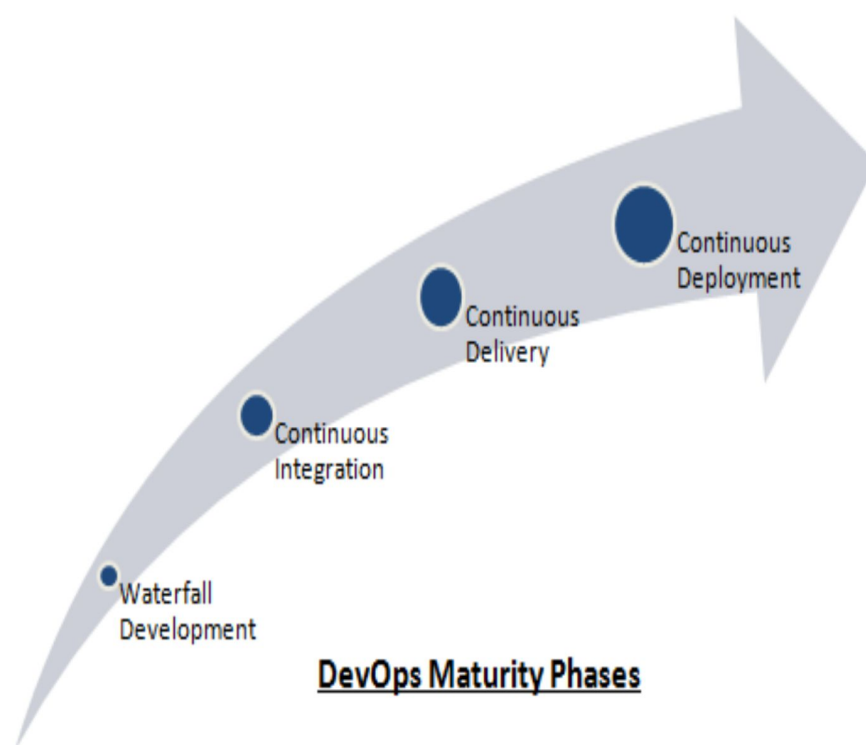 Continuous
Deployment
Continuous
Delivery
Continuous
Integration
Waterfall
Development
DevOps Maturity Phases